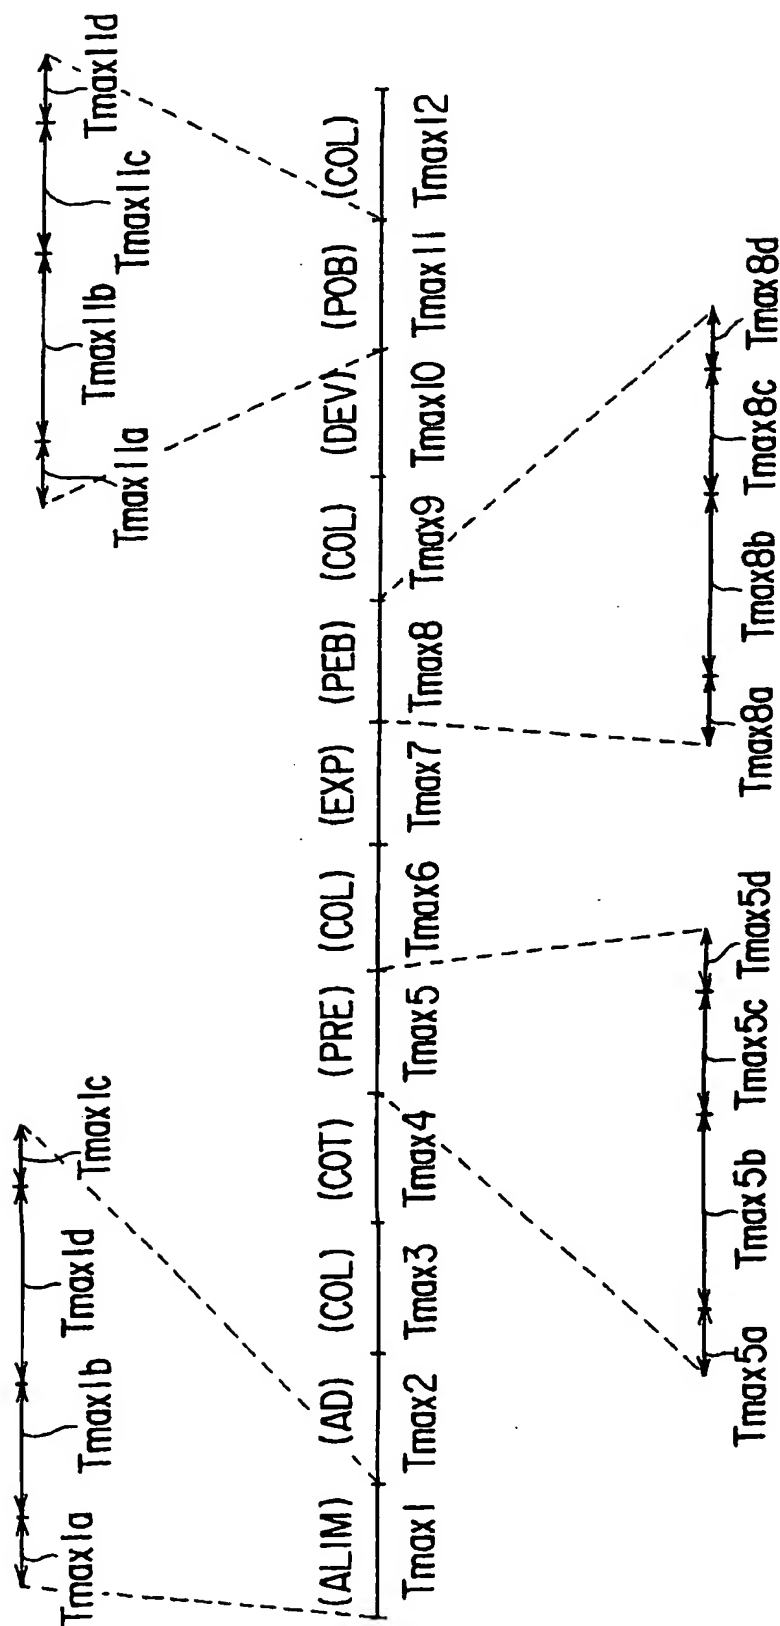 Tmax1a Tmax1b Tmax1d Tmax1c
Tmax11a Tmax11b Tmax11c Tmax11d
(ALIM) (AD) (COL) (COT) (PRE) (COL) (EXP) (PEB) (COL) (DEV) (POB) (COL)
Tmax1 Tmax2 Tmax3 Tmax4 Tmax5 Tmax6 Tmax7 Tmax8 Tmax9 Tmax10 Tmax11 Tmax12
Tmax5a Tmax5b Tmax5c Tmax5d
Tmax8a Tmax8b Tmax8c Tmax8d